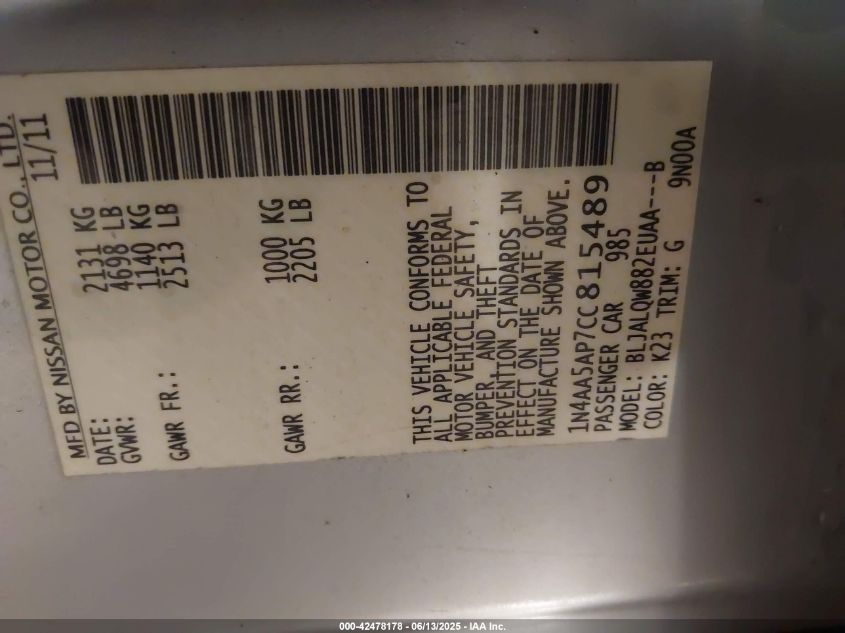 MFD BY NISSAN MOTOR CO., LTD.
DATE: 11/11
GVWR: 2131 KG
4698 LB
GAWR FR.: 1140 KG
2513 LB
GAWR RR.: 1000 KG
2205 LB
THIS VEHICLE CONFORMS TO
ALL APPLICABLE FEDERAL
MOTOR VEHICLE SAFETY,
BUMPER, AND THEFT
PREVENTION STANDARDS IN
EFFECT ON THE DATE OF
MANUFACTURE SHOWN ABOVE.
1N4AA5AP7CC815489
PASSENGER CAR 985
MODEL: BLJALQW882EUAA---B
COLOR: K23 TRIM: G 9N00A
000-42478178 - 06/13/2025 - IAA Inc.